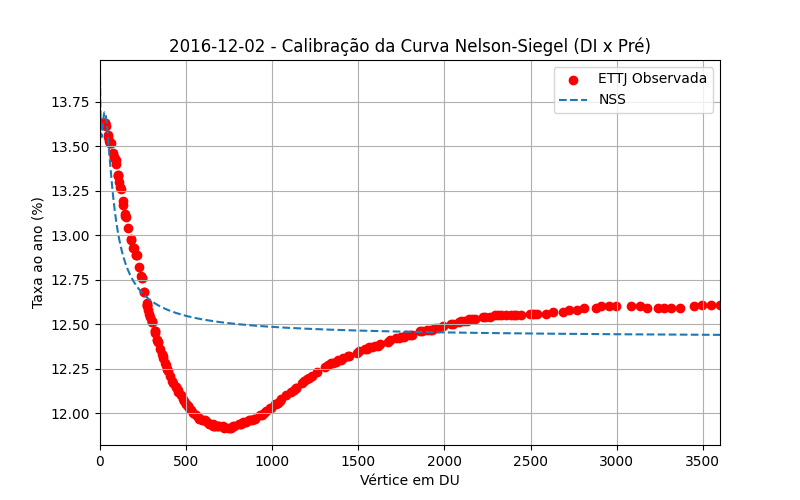 2016-12-02 - Calibração da Curva Nelson-Siegel (DI x Pré)
ETTJ Observada
NSS
Taxa ao ano (%)
13.75
13.50
13.25
13.00
12.75
12.50
12.25
12.00
0 500 1000 1500 2000 2500 3000 3500
Vértice em DU